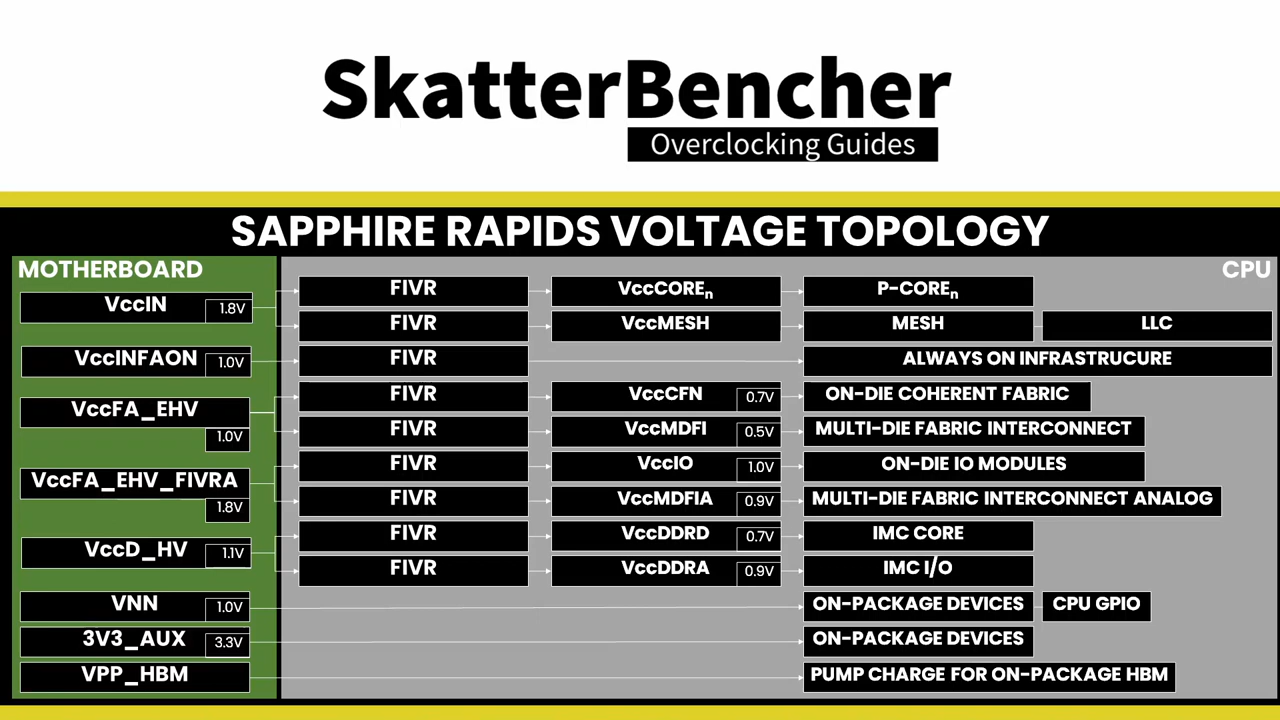 SkatterBencher
Overclocking Guides
SAPPHIRE RAPIDS VOLTAGE TOPOLOGY
MOTHERBOARD CPU
VccIN 1.8V FIVR VccCOREn P-COREn
FIVR VccMESH MESH LLC
VccINFAON 1.0V FIVR ALWAYS ON INFRASTRUCURE
VccFA_EHV 1.0V FIVR VccCFN 0.7V ON-DIE COHERENT FABRIC
FIVR VccMDFI 0.5V MULTI-DIE FABRIC INTERCONNECT
VccFA_EHV_FIVRA 1.8V FIVR VccIO 1.0V ON-DIE IO MODULES
FIVR VccMDFIA 0.9V MULTI-DIE FABRIC INTERCONNECT ANALOG
VccD_HV 1.1V FIVR VccDDRD 0.7V IMC CORE
FIVR VccDDRA 0.9V IMC I/O
VNN 1.0V ON-PACKAGE DEVICES CPU GPIO
3V3_AUX 3.3V ON-PACKAGE DEVICES
VPP_HBM PUMP CHARGE FOR ON-PACKAGE HBM